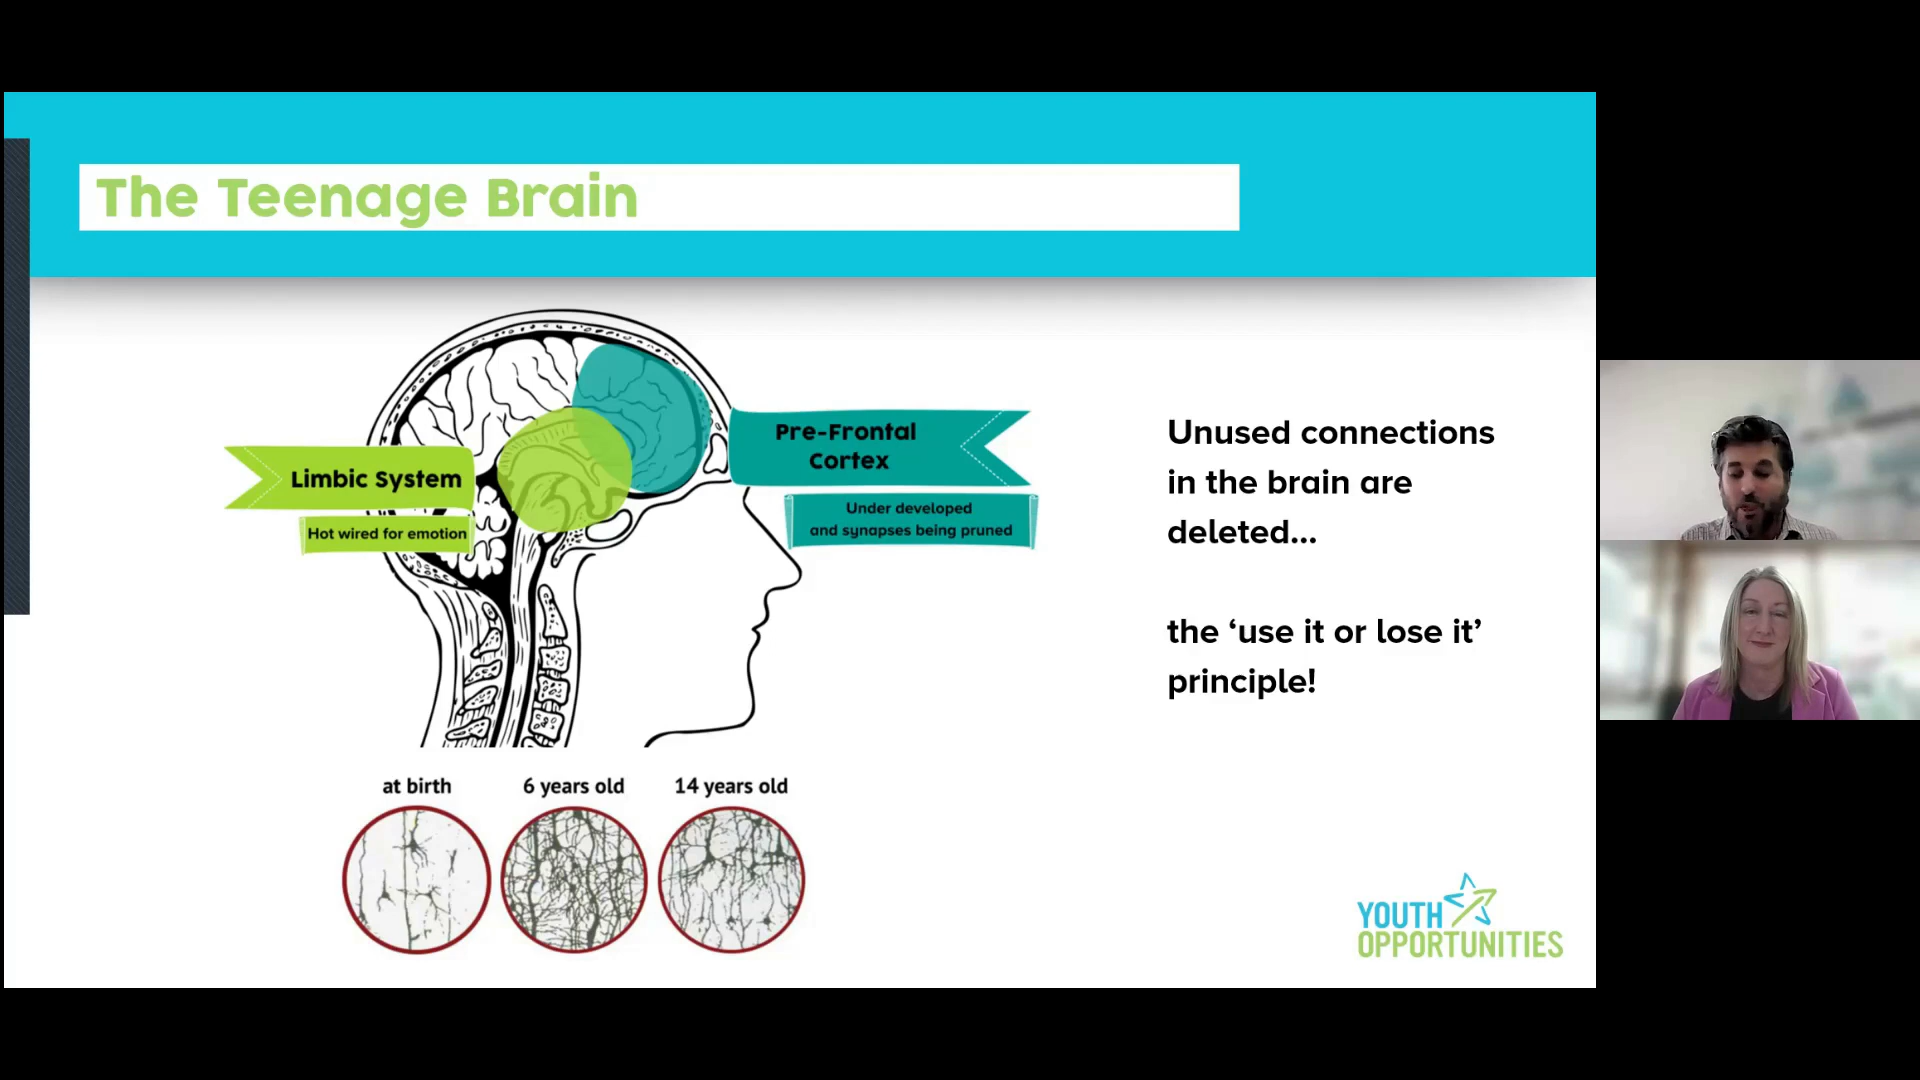 The Teenage Brain
Limbic System
Hot wired for emotion
Pre-Frontal
Cortex
Under developed
and synapses being pruned
Unused connections
in the brain are
deleted...
the ‘use it or lose it’
principle!
at birth
6 years old
14 years old
YOUTH
OPPORTUNITIES